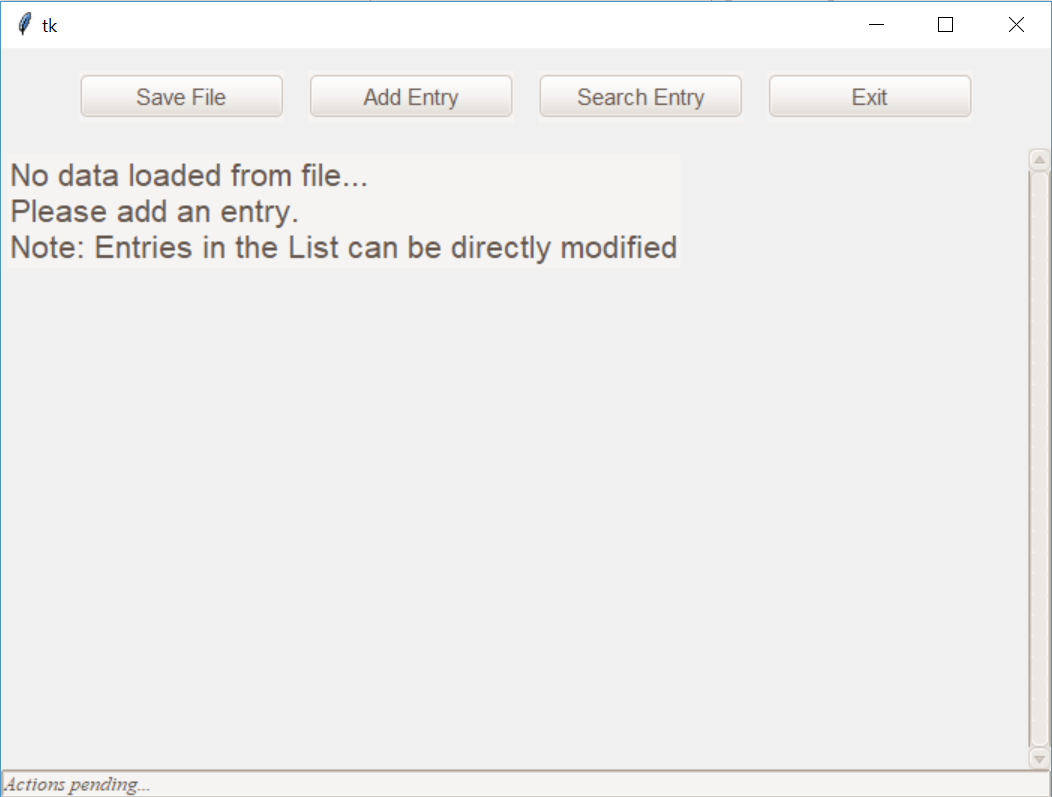 tk
Save File Add Entry Search Entry Exit
No data loaded from file...
Please add an entry.
Note: Entries in the List can be directly modified
Actions pending...